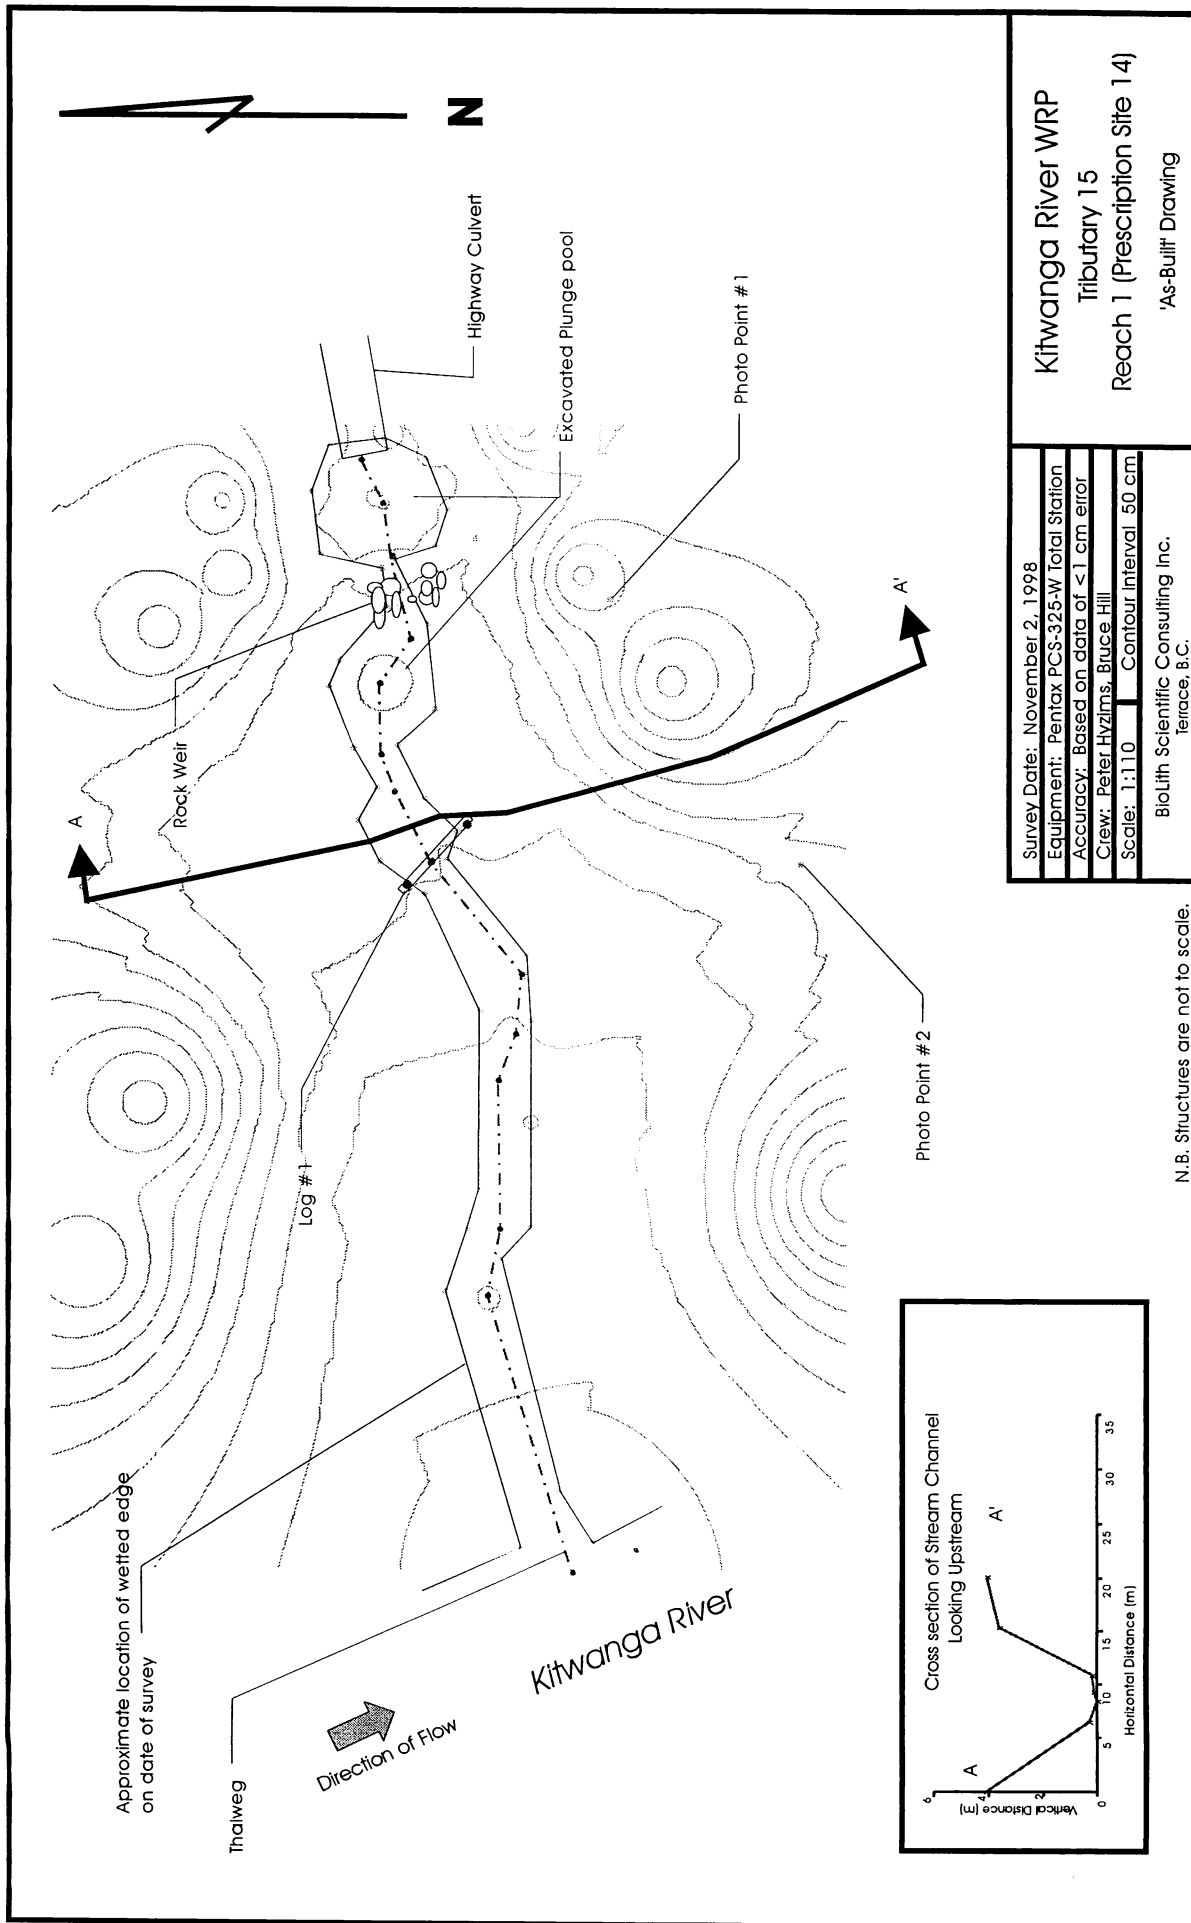 N
Approximate location of wetted edge
on date of survey
Thalweg
Log #1
Rock Weir
A
Highway Culvert
Excavated Plunge pool
Photo Point #1
A'
Photo Point #2
Direction of Flow
Kitwanga River
Cross section of Stream Channel
Looking Upstream
A
A'
Vertical Distance (m)
6
4
2
0
5
10
15
20
25
30
35
Horizontal Distance (m)
N.B. Structures are not to scale.
Survey Date: November 2, 1998
Equipment: Pentax PCS-325-W Total Station
Accuracy: Based on data of <1 cm error
Crew: Peter Hyzims, Bruce Hill
Scale: 1:110 Contour Interval 50 cm
BioLith Scientific Consulting Inc.
Terrace, B.C.
Kitwanga River WRP
Tributary 15
Reach 1 (Prescription Site 14)
'As-Built' Drawing